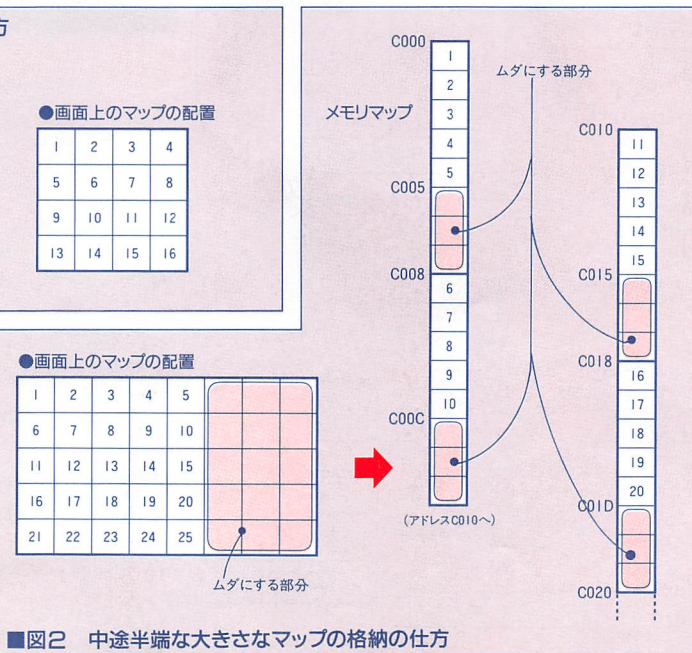 方
●画面上のマップの配置
1 2 3 4
5 6 7 8
9 10 11 12
13 14 15 16
●画面上のマップの配置
1 2 3 4 5
6 7 8 9 10
11 12 13 14 15
16 17 18 19 20
21 22 23 24 25
ムダにする部分
メモリマップ
ムダにする部分
C000
1
2
3
4
5
C005
C008
6
7
8
9
10
C00C
(アドレスC010へ)
C010
11
12
13
14
15
C015
C018
16
17
18
19
20
C01D
C020
■図2 中途半端な大きさなマップの格納の仕方